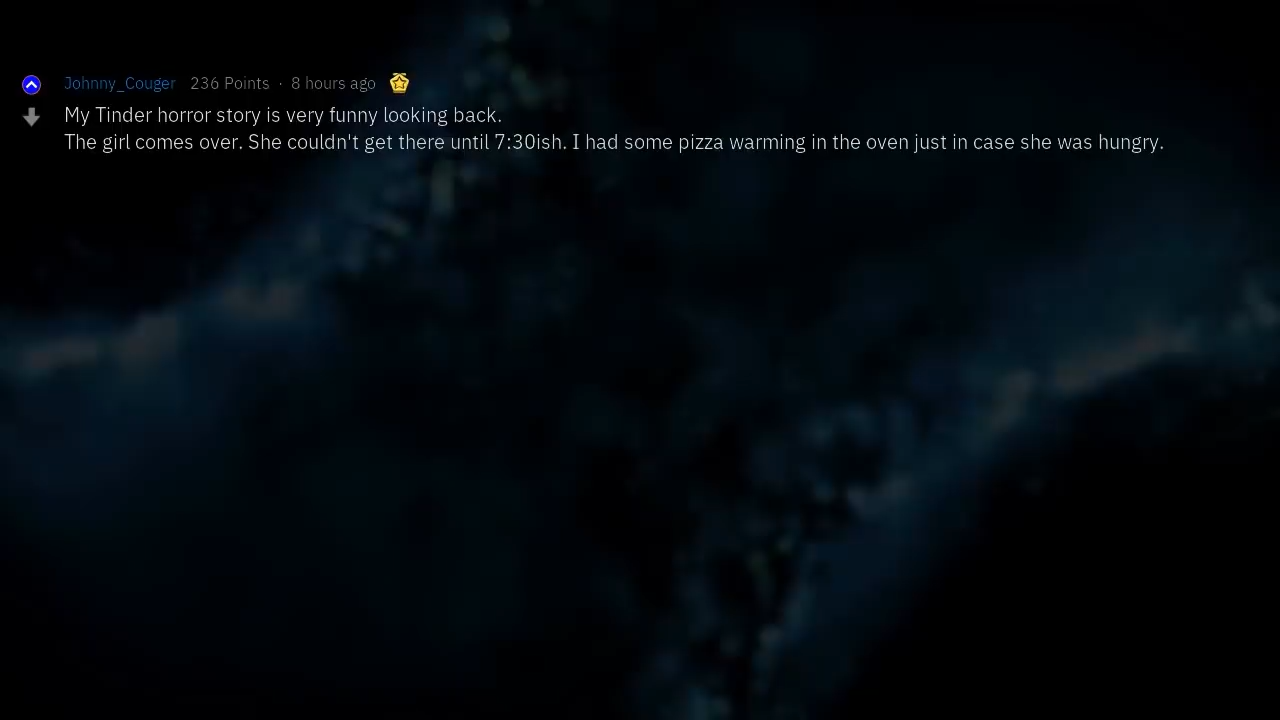 Johnny_Couger 236 Points · 8 hours ago
My Tinder horror story is very funny looking back.
The girl comes over. She couldn't get there until 7:30ish. I had some pizza warming in the oven just in case she was hungry.